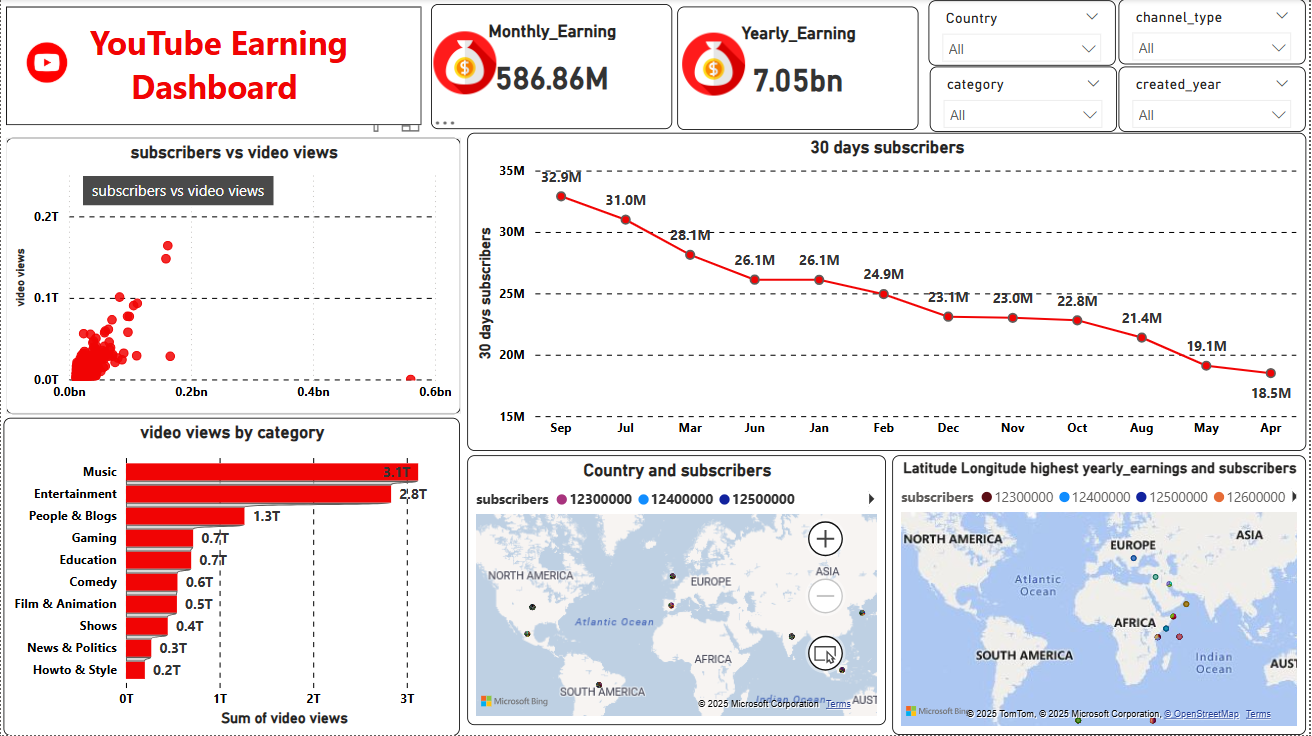 YouTube Earning
Dashboard
Monthly_Earning
586.86M
Yearly_Earning
7.05bn
Country
All
channel_type
All
category
All
created_year
All
subscribers vs video views
subscribers vs video views
video views
0.2T
0.1T
0.0T
0.0bn
0.2bn
0.4bn
0.6bn
30 days subscribers
30 days subscribers
35M
30M
25M
20M
15M
32.9M
31.0M
28.1M
26.1M
26.1M
24.9M
23.1M
23.0M
22.8M
21.4M
19.1M
18.5M
Sep
Jul
Mar
Jun
Jan
Feb
Dec
Nov
Oct
Aug
May
Apr
video views by category
Music
3.1T
Entertainment
2.8T
People & Blogs
1.3T
Gaming
0.7T
Education
0.7T
Comedy
0.6T
Film & Animation
0.5T
Shows
0.4T
News & Politics
0.3T
Howto & Style
0.2T
0T
1T
2T
3T
Sum of video views
Country and subscribers
subscribers
12300000
12400000
12500000
NORTH AMERICA
EUROPE
ASIA
Atlantic Ocean
AFRICA
SOUTH AMERICA
Indian Ocean
AUST
Microsoft Bing
© 2025 Microsoft Corporation
Terms
Latitude Longitude highest yearly_earnings and subscribers
subscribers
12300000
12400000
12500000
12600000
NORTH AMERICA
EUROPE
ASIA
Atlantic
Ocean
AFRICA
SOUTH AMERICA
Indian
Ocean
AUST
Microsoft Bing
© 2025 TomTom, © 2025 Microsoft Corporation, © OpenStreetMap
Terms